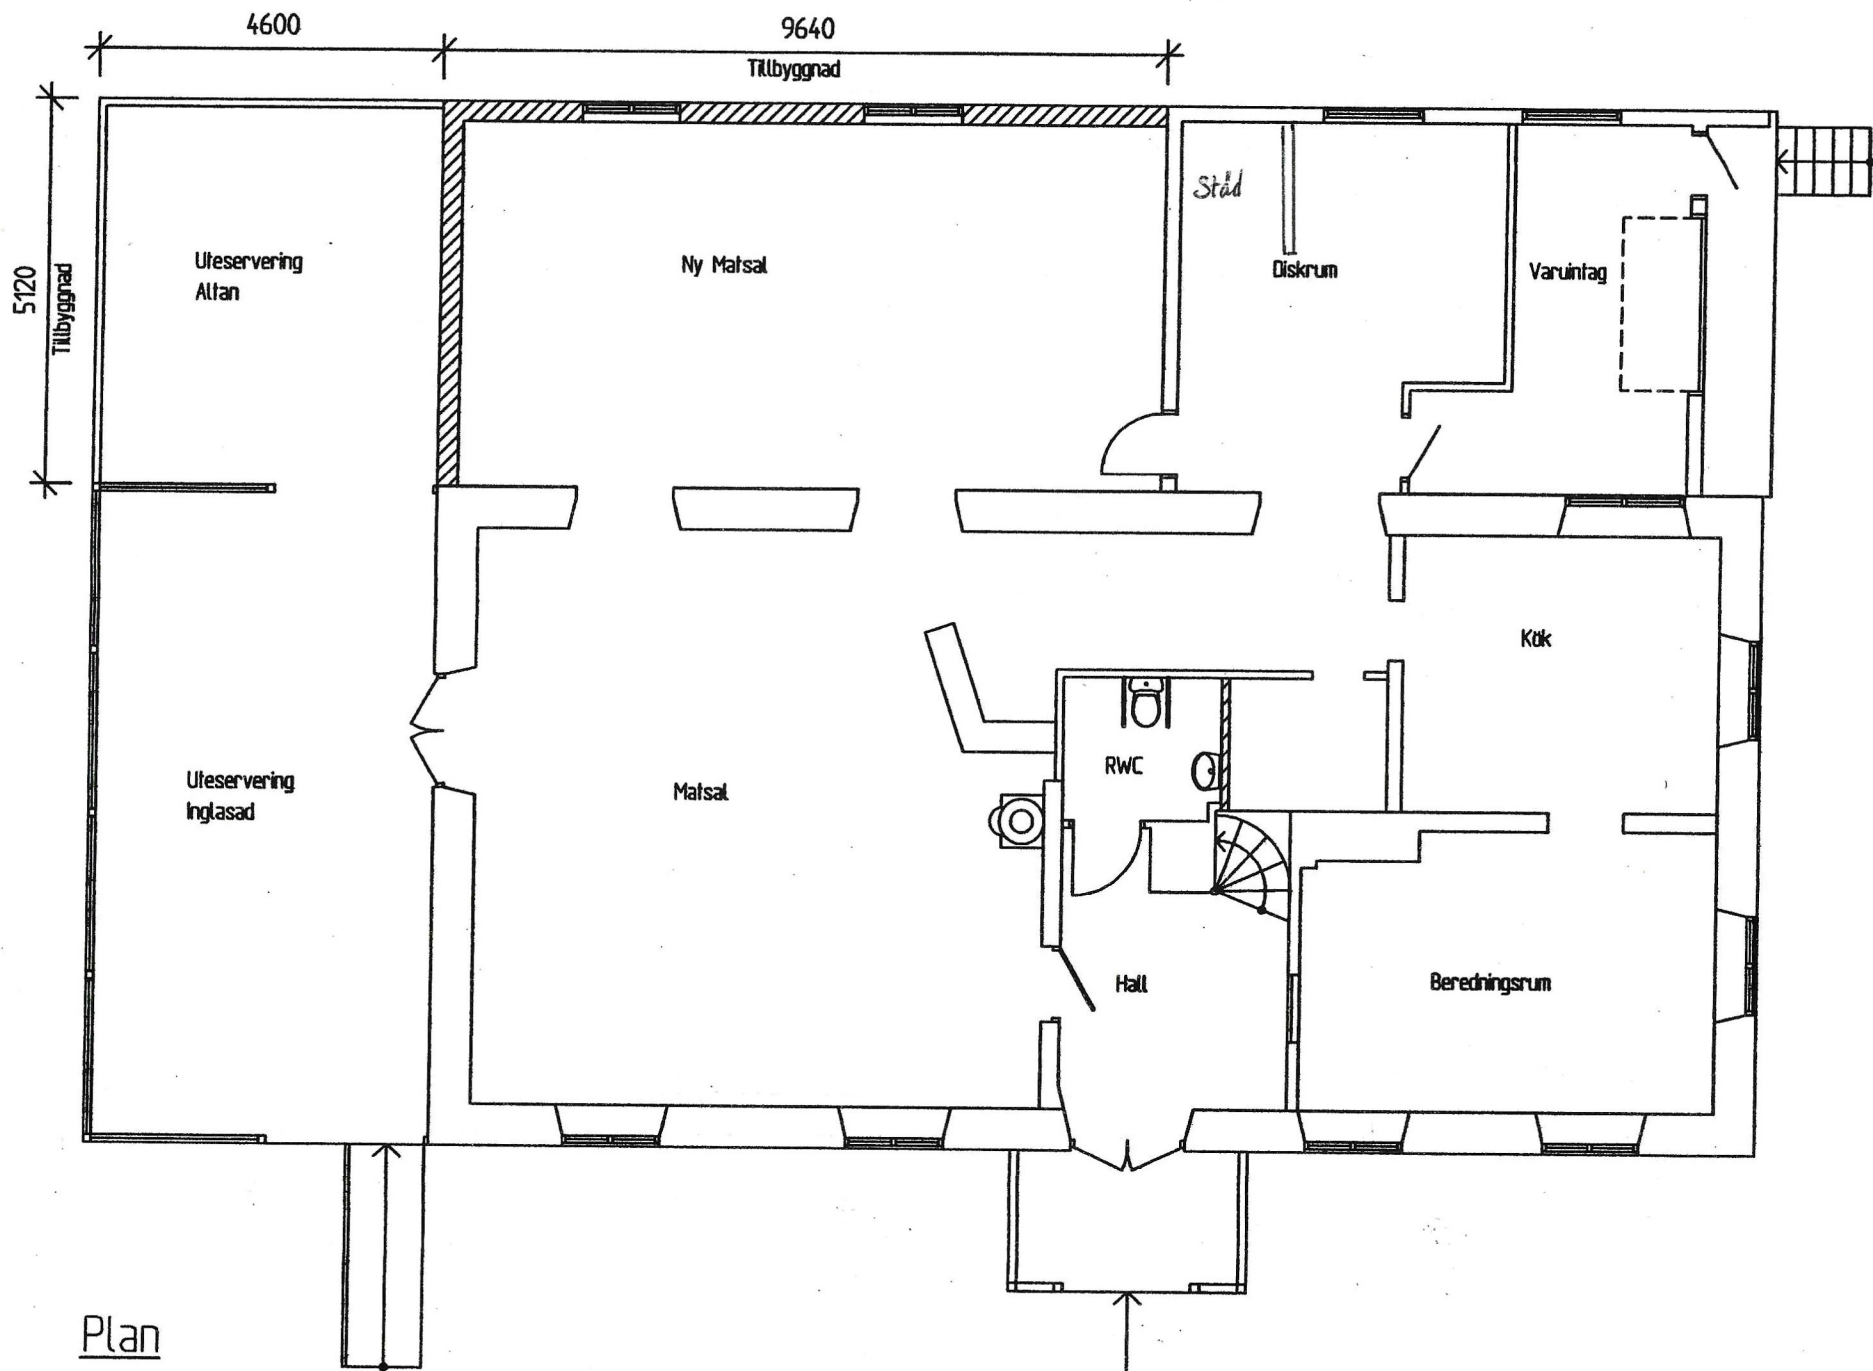 4600
9640
Tillbyggnad
5120
Tillbyggnad
Städ
Uteservering
Altan
Ny Matsal
Diskrum
Varuintag
Kök
RWC
Uteservering
Inglasad
Matsal
Hall
Beredningsrum
Plan